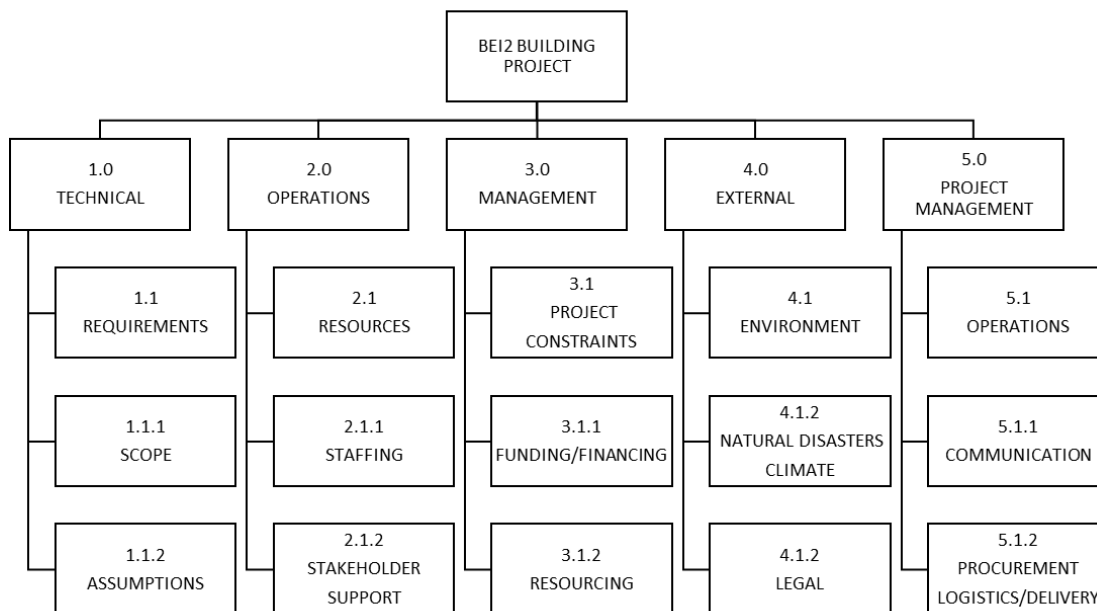 BEI2 BUILDING
PROJECT
1.0
TECHNICAL
2.0
OPERATIONS
3.0
MANAGEMENT
4.0
EXTERNAL
5.0
PROJECT
MANAGEMENT
1.1
REQUIREMENTS
2.1
RESOURCES
3.1
PROJECT
CONSTRAINTS
4.1
ENVIRONMENT
5.1
OPERATIONS
1.1.1
SCOPE
2.1.1
STAFFING
3.1.1
FUNDING/FINANCING
4.1.2
NATURAL DISASTERS
CLIMATE
5.1.1
COMMUNICATION
1.1.2
ASSUMPTIONS
2.1.2
STAKEHOLDER
SUPPORT
3.1.2
RESOURCING
4.1.2
LEGAL
5.1.2
PROCUREMENT
LOGISTICS/DELIVERY